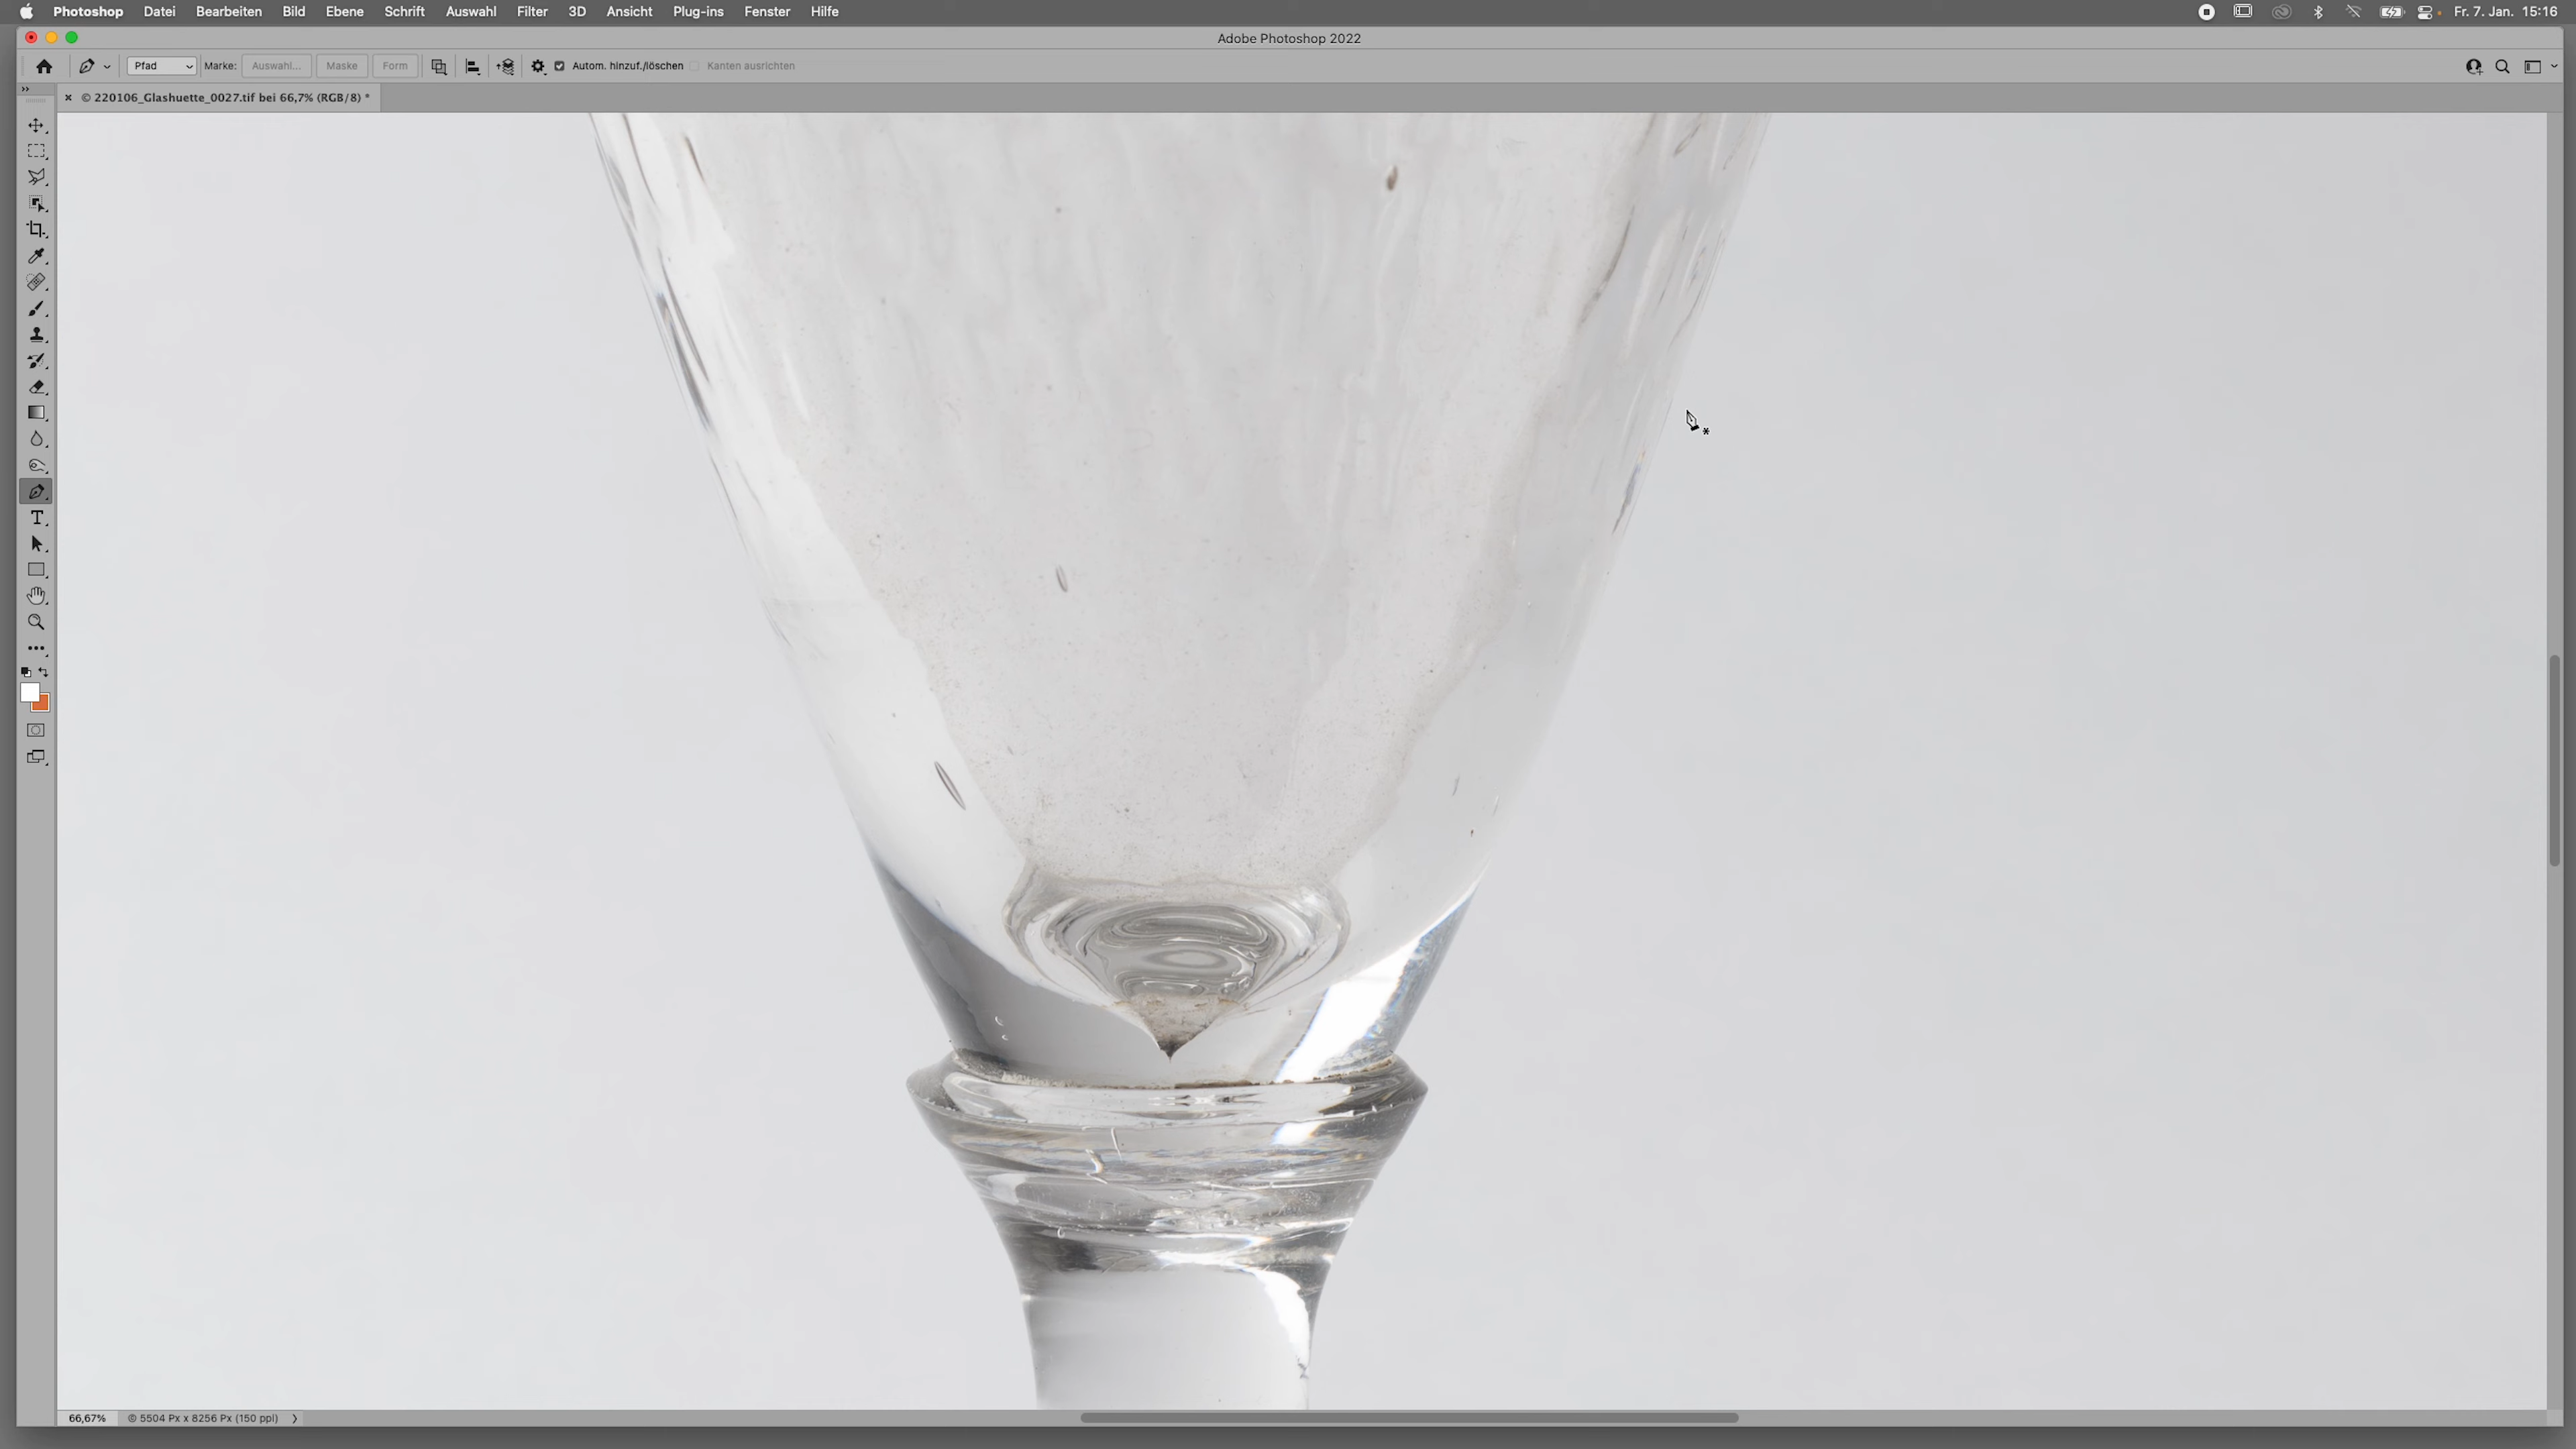 Photoshop Datei Bearbeiten Bild Ebene Schrift Auswahl Filter 3D Ansicht Plug-ins Fenster Hilfe Fr. 7. Jan. 15:16
Adobe Photoshop 2022
Pfad Marke: Auswahl... Maske Form Autom. hinzuf./löschen Kanten ausrichten
× © 220106_Glashuette_0027.tif bei 66,7% (RGB/8) *
66,67% © 5504 Px x 8256 Px (150 ppi)